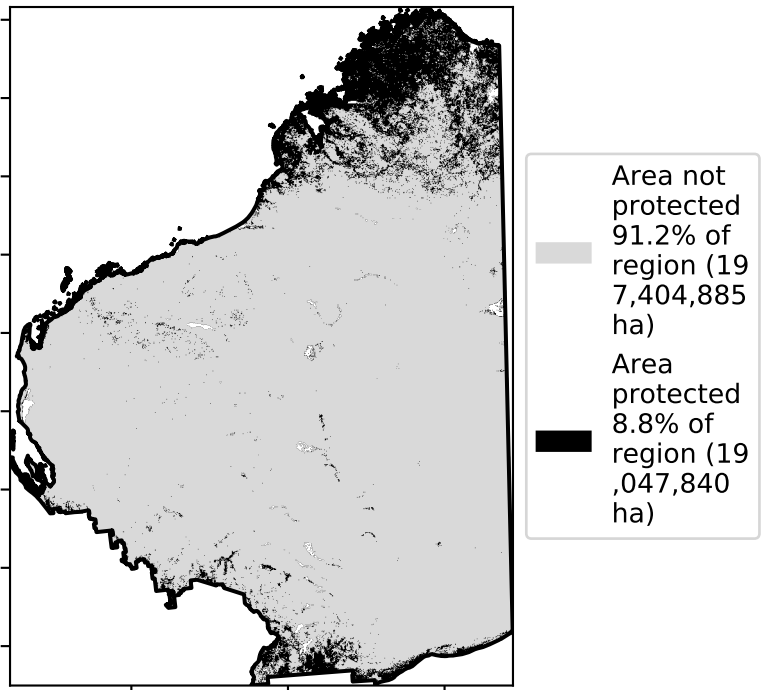 Area not
protected
91.2% of
region (19
7,404,885
ha)
Area
protected
8.8% of
region (19
,047,840
ha)